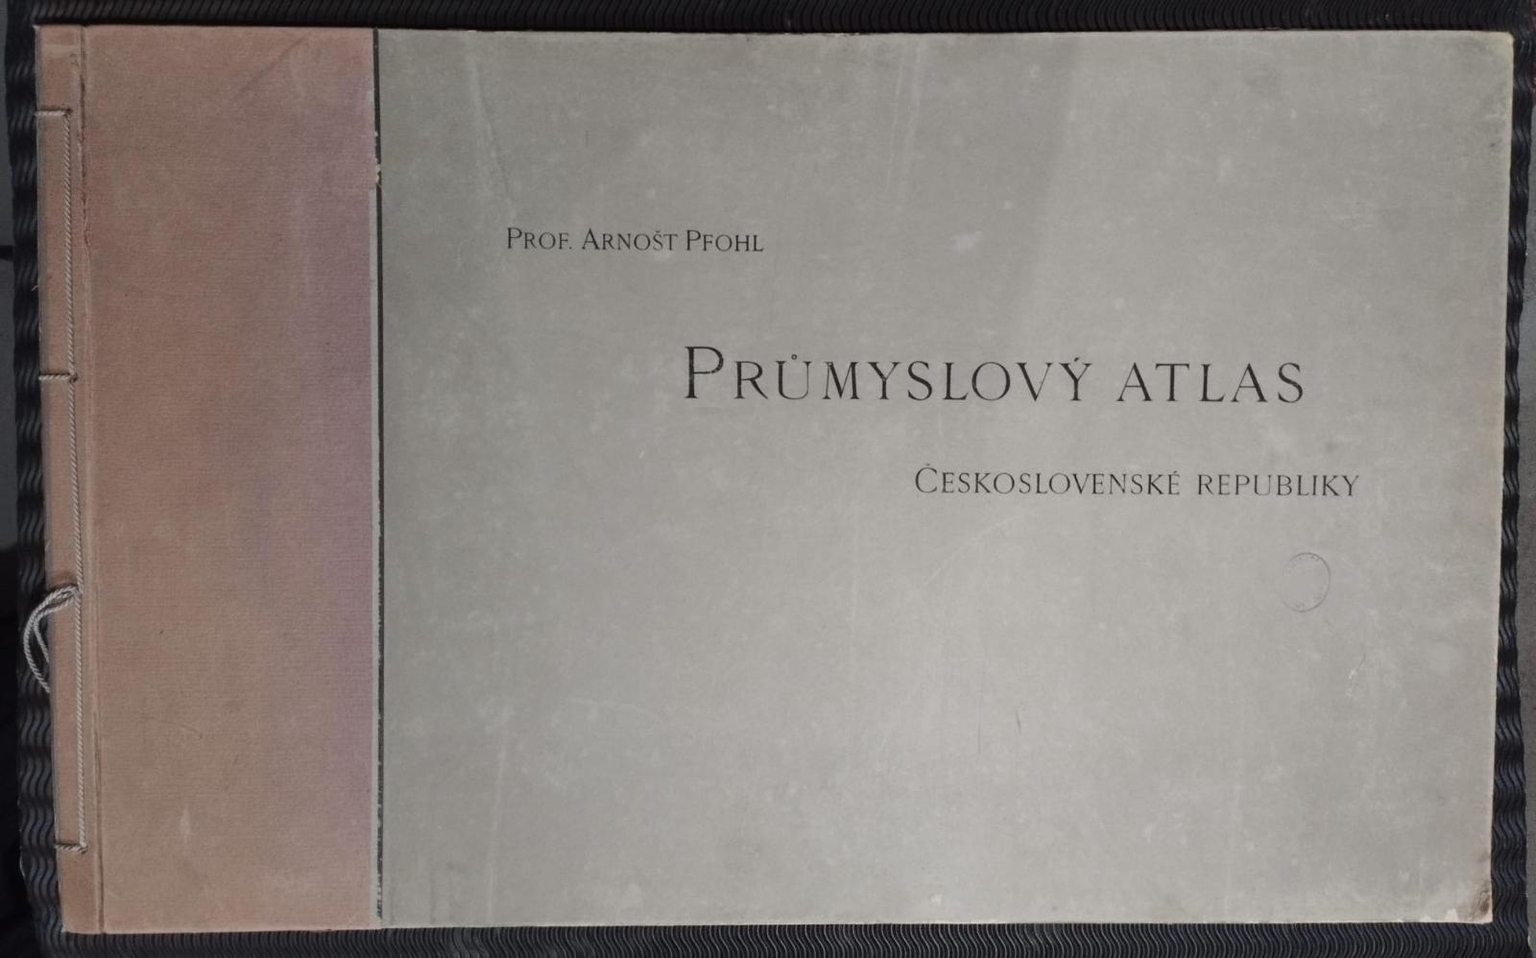 PROF. ARNOŠT PFOHL
PRŮMYSLOVÝ ATLAS
ČESKOSLOVENSKÉ REPUBLIKY